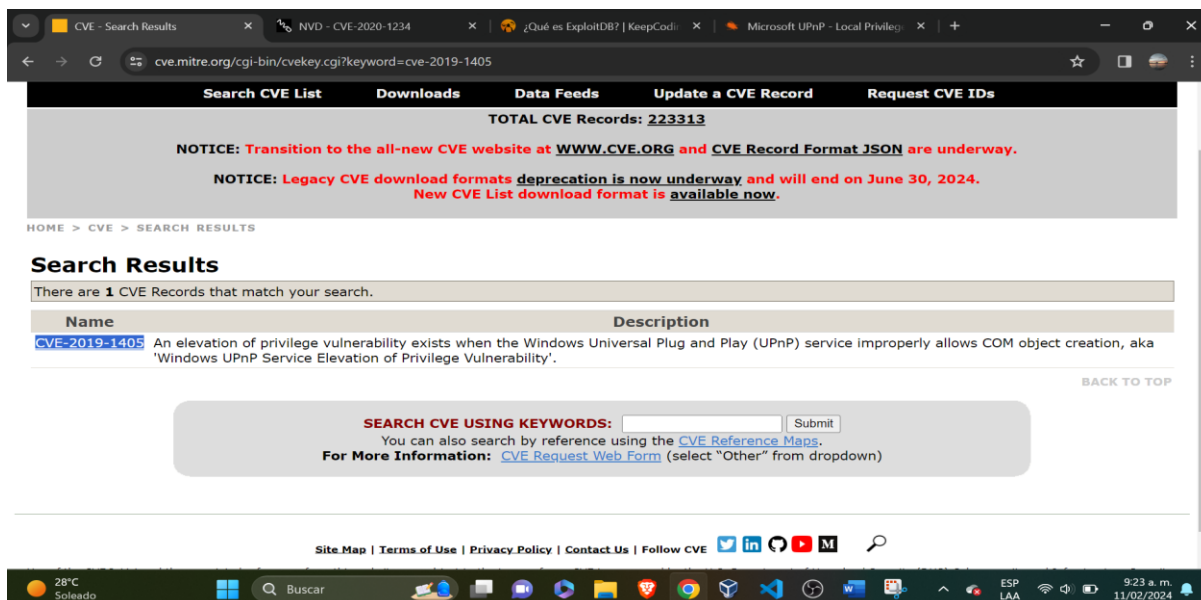 CVE - Search Results
NVD - CVE-2020-1234
¿Qué es ExploitDB? | KeepCodin
Microsoft UPnP - Local Privileg
cve.mitre.org/cgi-bin/cvekey.cgi?keyword=cve-2019-1405
Search CVE List Downloads Data Feeds Update a CVE Record Request CVE IDs
TOTAL CVE Records: 223313
NOTICE: Transition to the all-new CVE website at WWW.CVE.ORG and CVE Record Format JSON are underway.
NOTICE: Legacy CVE download formats deprecation is now underway and will end on June 30, 2024.
New CVE List download format is available now.
HOME > CVE > SEARCH RESULTS
Search Results
There are 1 CVE Records that match your search.
Name Description
CVE-2019-1405 An elevation of privilege vulnerability exists when the Windows Universal Plug and Play (UPnP) service improperly allows COM object creation, aka
'Windows UPnP Service Elevation of Privilege Vulnerability'.
BACK TO TOP
SEARCH CVE USING KEYWORDS: Submit
You can also search by reference using the CVE Reference Maps.
For More Information: CVE Request Web Form (select "Other" from dropdown)
Site Map | Terms of Use | Privacy Policy | Contact Us | Follow CVE
28°C
Soleado
Buscar
ESP
LAA
9:23 a. m.
11/02/2024